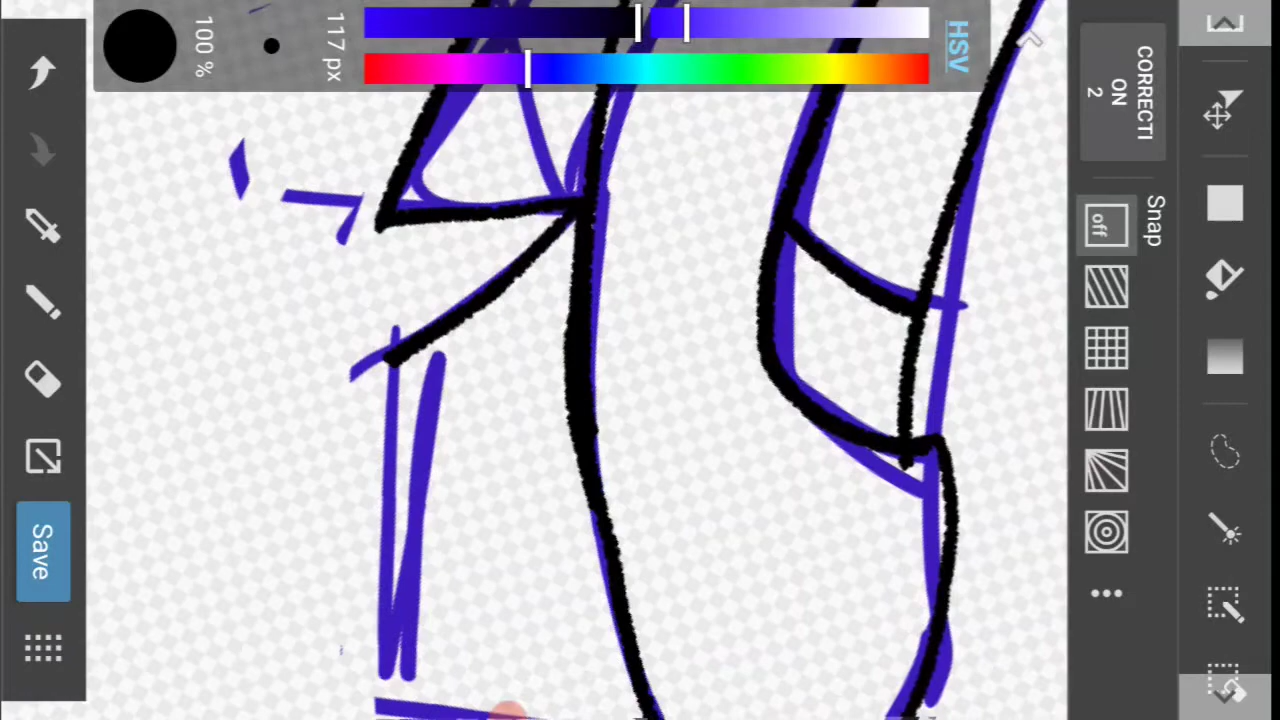 HSV
117 px
100 %
CORRECTI
ON
2
Snap
off
Save